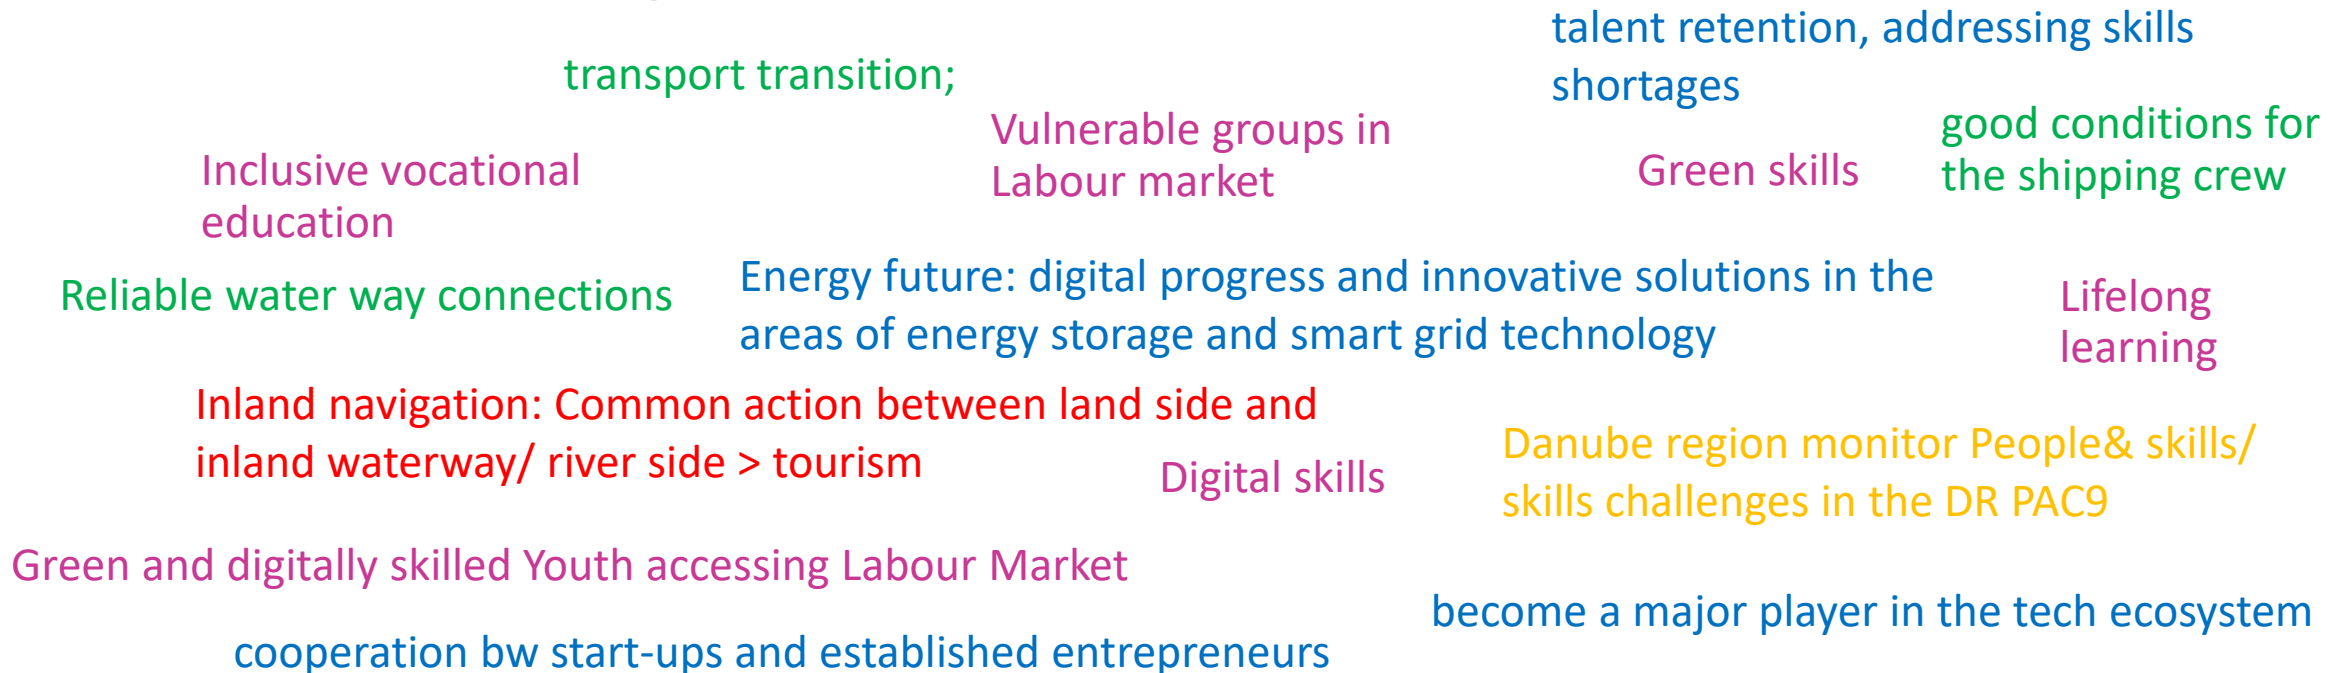 talent retention, addressing skills
shortages
transport transition;
Vulnerable groups in
Labour market
good conditions for
the shipping crew
Inclusive vocational
education
Green skills
Reliable water way connections
Energy future: digital progress and innovative solutions in the
areas of energy storage and smart grid technology
Lifelong
learning
Inland navigation: Common action between land side and
inland waterway/ river side > tourism
Digital skills
Danube region monitor People& skills/
skills challenges in the DR PAC9
Green and digitally skilled Youth accessing Labour Market
become a major player in the tech ecosystem
cooperation bw start-ups and established entrepreneurs